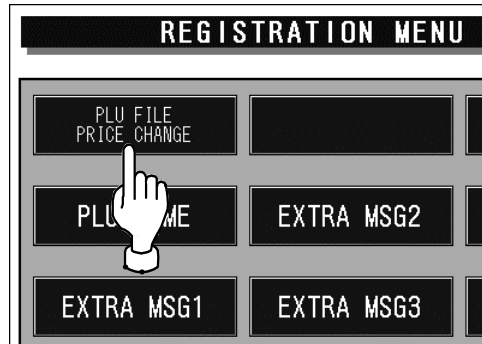 REGISTRATION MENU
PLU FILE
PRICE CHANGE
PLU
EXTRA MSG2
EXTRA MSG1
EXTRA MSG3